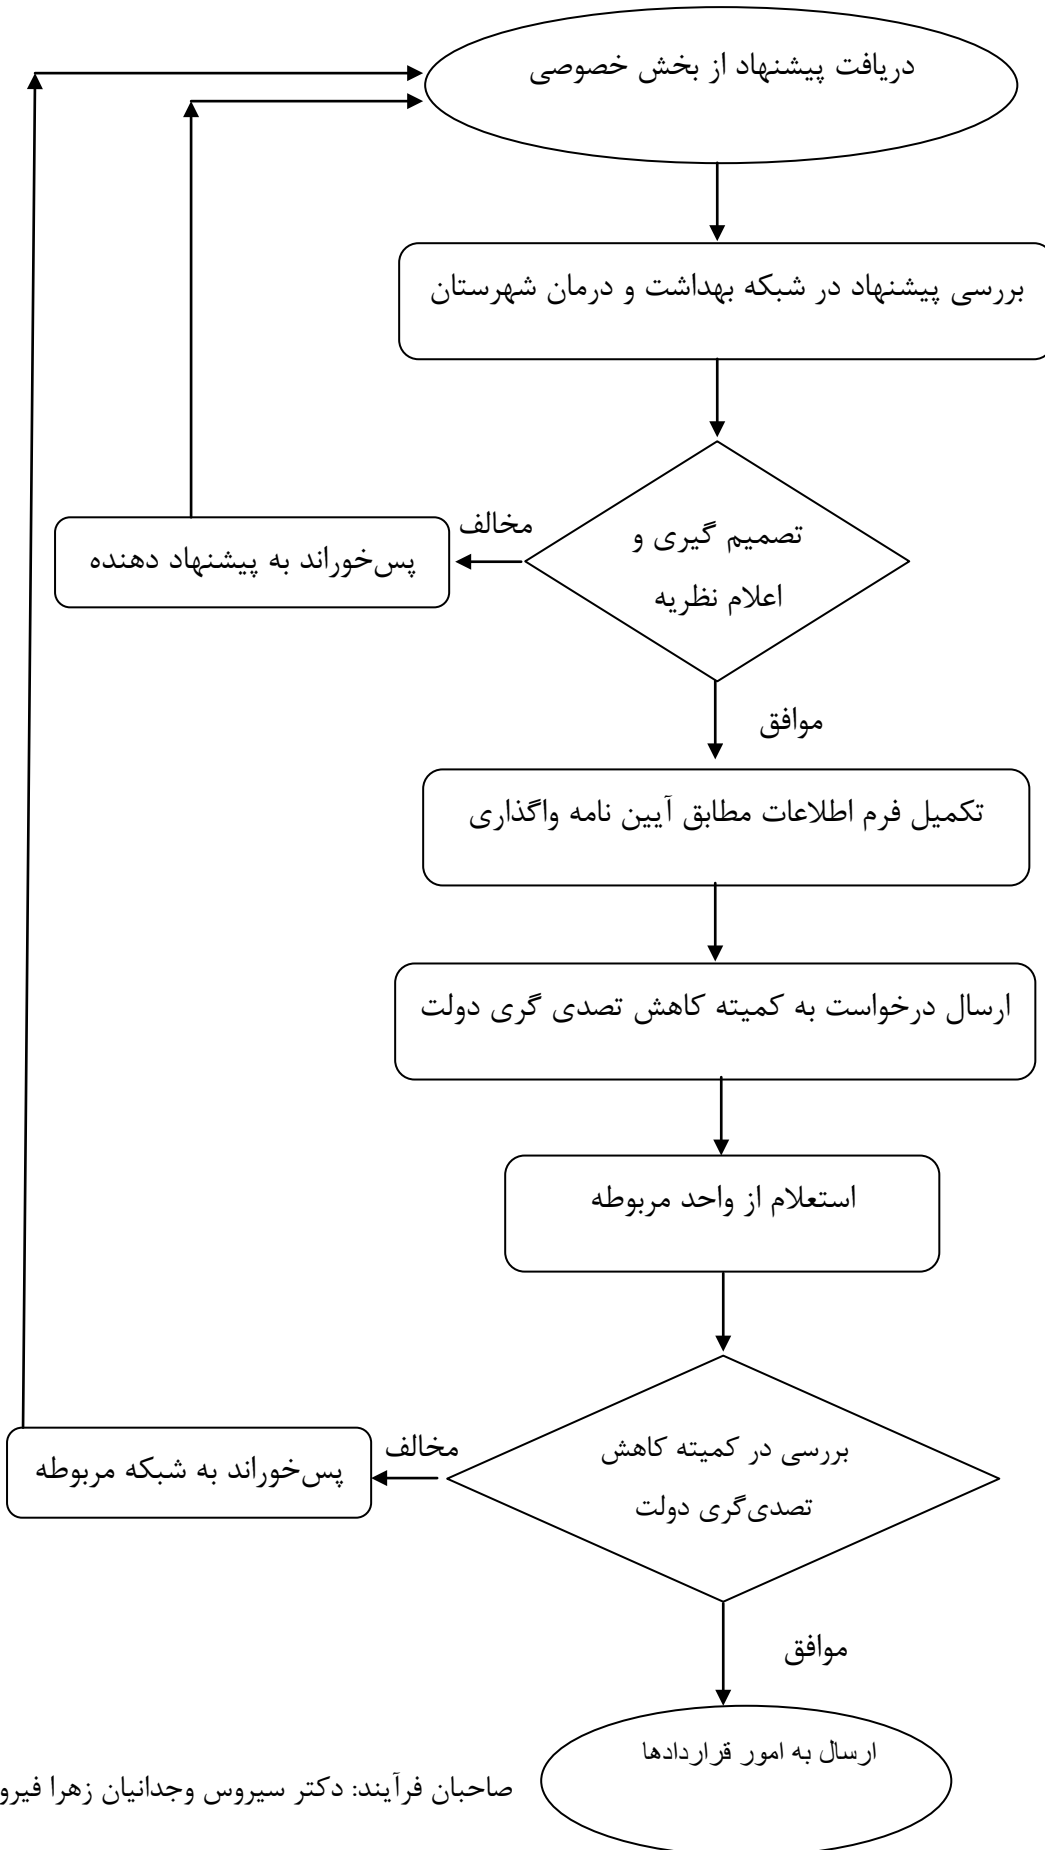 دریافت پیشنهاد از بخش خصوصی
بررسی پیشنهاد در شبکه بهداشت و درمان شهرستان
تصمیم گیری و
اعلام نظریه
مخالف
پس‌خوراند به پیشنهاد دهنده
موافق
تکمیل فرم اطلاعات مطابق آیین نامه واگذاری
ارسال درخواست به کمیته کاهش تصدی گری دولت
استعلام از واحد مربوطه
بررسی در کمیته کاهش
تصدی‌گری دولت
مخالف
پس‌خوراند به شبکه مربوطه
موافق
ارسال به امور قراردادها
صاحبان فرآیند: دکتر سیروس وجدانیان زهرا